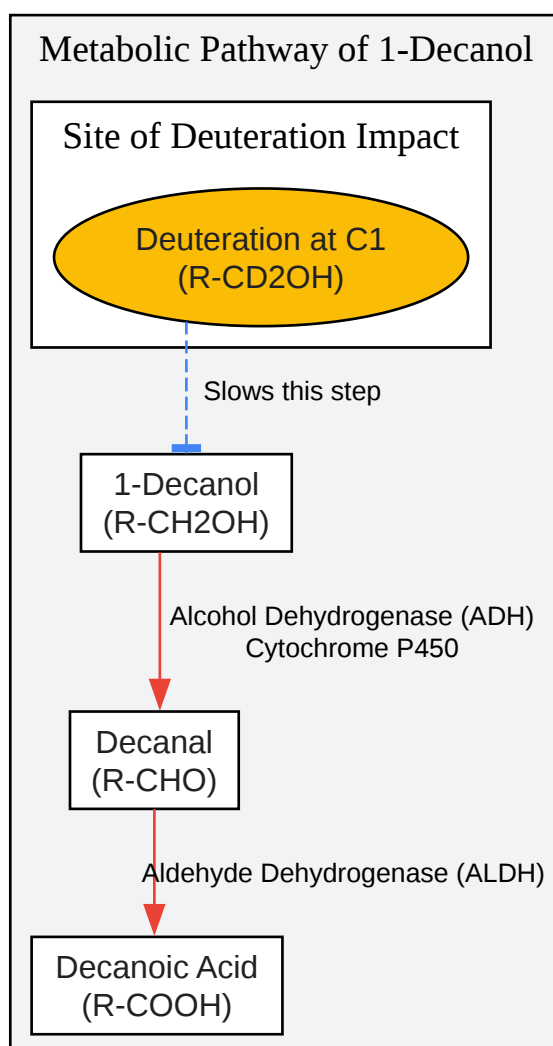 Metabolic Pathway of 1-Decanol
Site of Deuteration Impact
Deuteration at C1
(R-CD2OH)
Slows this step
1-Decanol
(R-CH2OH)
Alcohol Dehydrogenase (ADH)
Cytochrome P450
Decanal
(R-CHO)
Aldehyde Dehydrogenase (ALDH)
Decanoic Acid
(R-COOH)